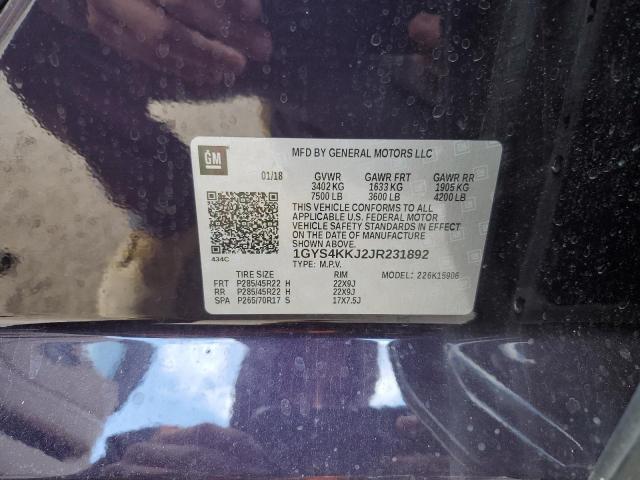 GM
MFD BY GENERAL MOTORS LLC
01/18 GVWR GAWR FRT GAWR RR
3402 KG 1633 KG 1905 KG
7500 LB 3600 LB 4200 LB
THIS VEHICLE CONFORMS TO ALL
APPLICABLE U.S. FEDERAL MOTOR
VEHICLE SAFETY STANDARDS IN EFFECT
ON THE DATE OF MANUFACTURE
SHOWN ABOVE.
434C
1GYS4KKJ2JR231892
TYPE: M.P.V. MODEL: 226K15906
TIRE SIZE RIM
FRT P285/45R22 H 22X9J
RR P285/45R22 H 22X9J
SPA P265/70R17 S 17X7.5J